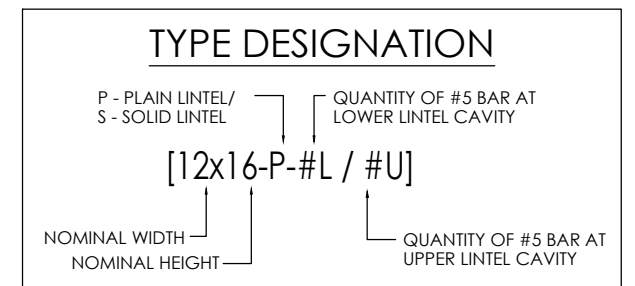 TYPE DESIGNATION
P - PLAIN LINTEL/
S - SOLID LINTEL
QUANTITY OF #5 BAR AT
LOWER LINTEL CAVITY
[12x16-P-#L / #U]
NOMINAL WIDTH
NOMINAL HEIGHT
QUANTITY OF #5 BAR AT
UPPER LINTEL CAVITY